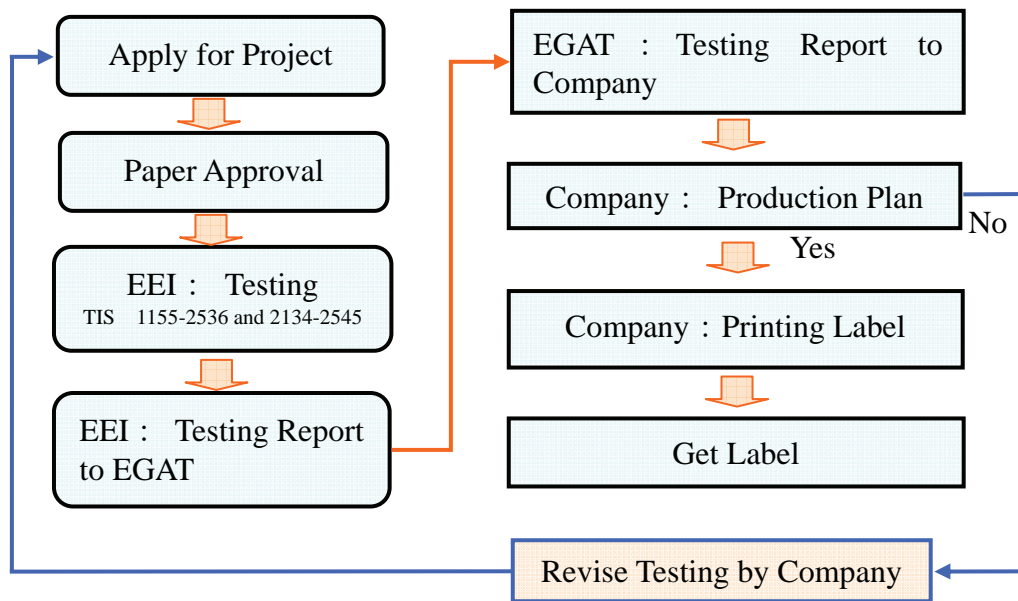 Apply for Project
Paper Approval
EEI： Testing
TIS 1155-2536 and 2134-2545
EEI： Testing Report
to EGAT
EGAT： Testing Report to
Company
Company： Production Plan
No
Yes
Company：Printing Label
Get Label
Revise Testing by Company